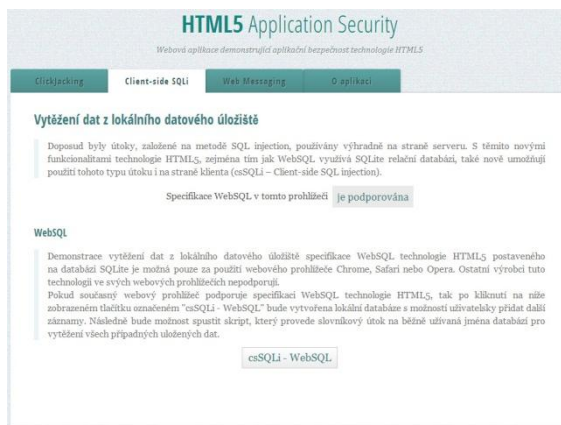 HTML5 Application Security
Webová aplikace demonstrující aplikační bezpečnost technologie HTML5
ClickJacking
Client-side SQLi
Web Messaging
O aplikaci
Vytěžení dat z lokálního datového úložiště
Doposud byly útoky, založené na metodě SQL injection, používány výhradně na straně serveru. S těmito novými
funkcionalitami technologie HTML5, zejména tím jak WebSQL využívá SQLite relační databázi, také nově umožňují
použití tohoto typu útoku i na straně klienta (csSQLi – Client-side SQL injection).
Specifikace WebSQL v tomto prohlížeči je podporována
WebSQL
Demonstrace vytěžení dat z lokálního datového úložiště specifikace WebSQL technologie HTML5 postaveného
na databázi SQLite je možná pouze za použití webového prohlížeče Chrome, Safari nebo Opera. Ostatní výrobci tuto
technologii ve svých webových prohlížečích nepodporují.
Pokud současný webový prohlížeč podporuje specifikaci WebSQL technologie HTML5, tak po kliknutí na níže
zobrazeném tlačítku označeném "csSQLi - WebSQL" bude vytvořena lokální databáze s možností uživatelsky přidat další
záznamy. Následně bude možnost spustit skript, který provede slovníkový útok na běžně užívaná jména databází pro
vytěžení všech případných uložených dat.
csSQLi - WebSQL